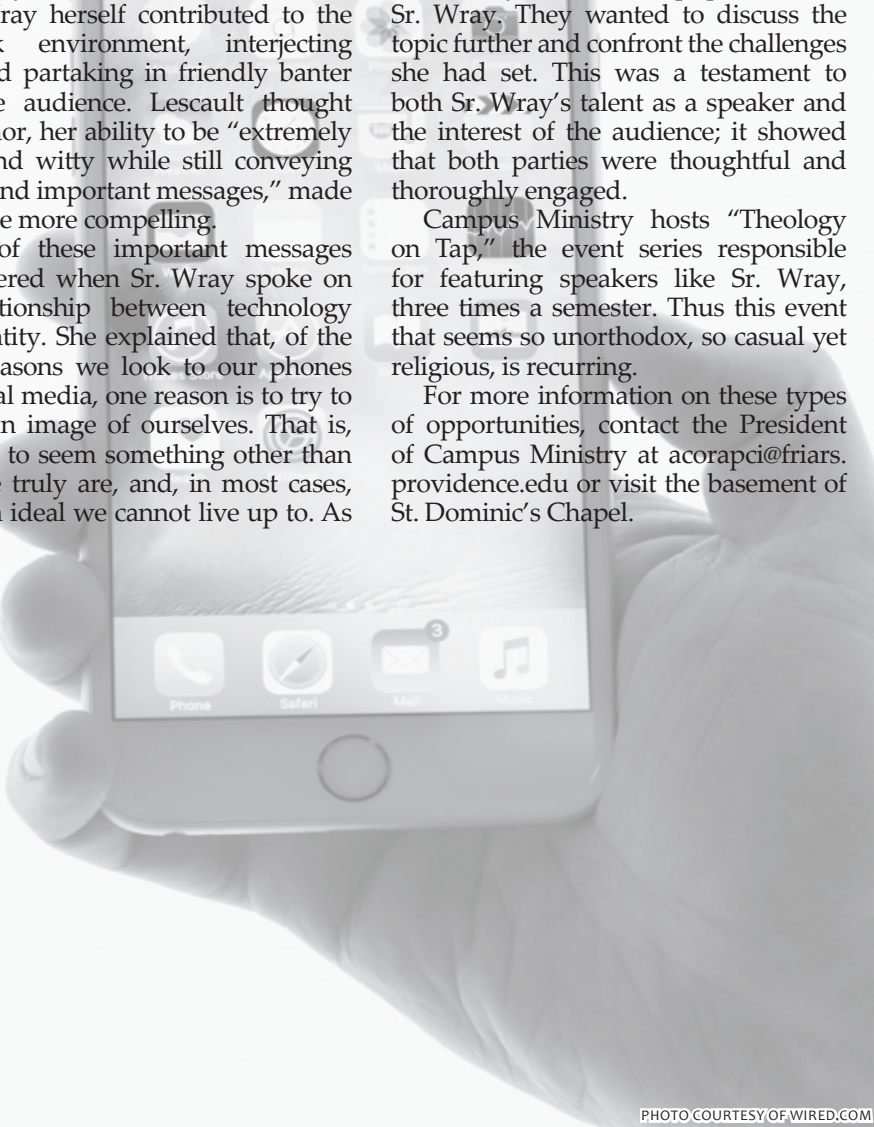 ray herself contributed to the
environment, interjecting
partaking in friendly banter
audience. Lescault thought
her ability to be “extremely
nd witty while still conveying
nd important messages,” made
e more compelling.
of these important messages
ered when Sr. Wray spoke on
tionship between technology
tity. She explained that, of the
easons we look to our phones
al media, one reason is to try to
n image of ourselves. That is,
to seem something other than
e truly are, and, in most cases,
ideal we cannot live up to. As
Sr. Wray. They wanted to discuss the
topic further and confront the challenges
she had set. This was a testament to
both Sr. Wray’s talent as a speaker and
the interest of the audience; it showed
that both parties were thoughtful and
thoroughly engaged.
Campus Ministry hosts “Theology
on Tap,” the event series responsible
for featuring speakers like Sr. Wray,
three times a semester. Thus this event
that seems so unorthodox, so casual yet
religious, is recurring.
For more information on these types
of opportunities, contact the President
of Campus Ministry at acorapci@friars.
providence.edu or visit the basement of
St. Dominic’s Chapel.
3
Phone Safari Mail Music
PHOTO COURTESY OF WIRED.COM